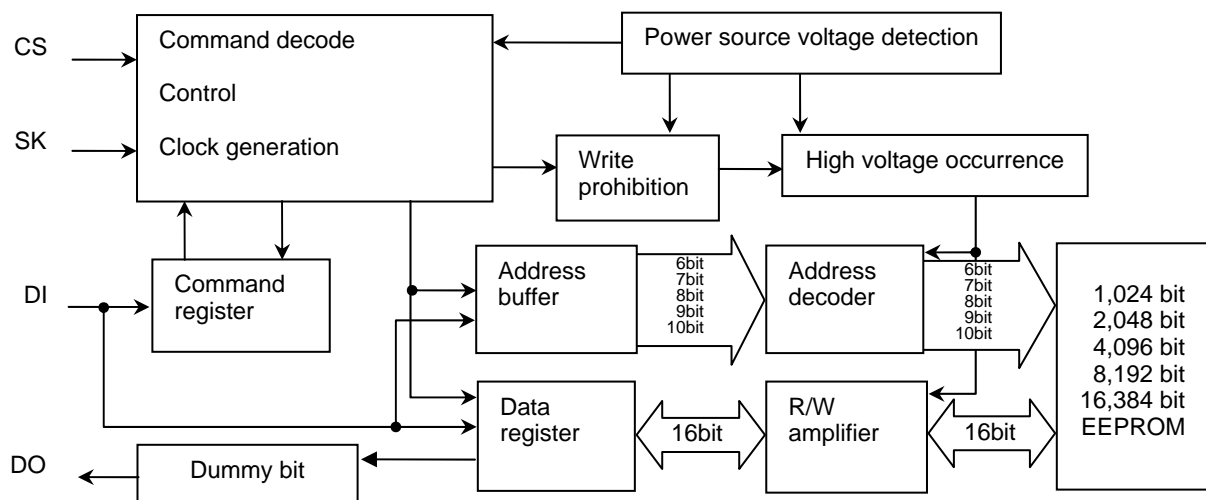 CS
Command decode
Control
SK
Clock generation
Power source voltage detection
Write
prohibition
High voltage occurrence
DI
Command
register
Address
buffer
6bit
7bit
8bit
9bit
10bit
Address
decoder
6bit
7bit
8bit
9bit
10bit
1,024 bit
2,048 bit
4,096 bit
8,192 bit
16,384 bit
EEPROM
Data
register
16bit
R/W
amplifier
16bit
DO
Dummy bit